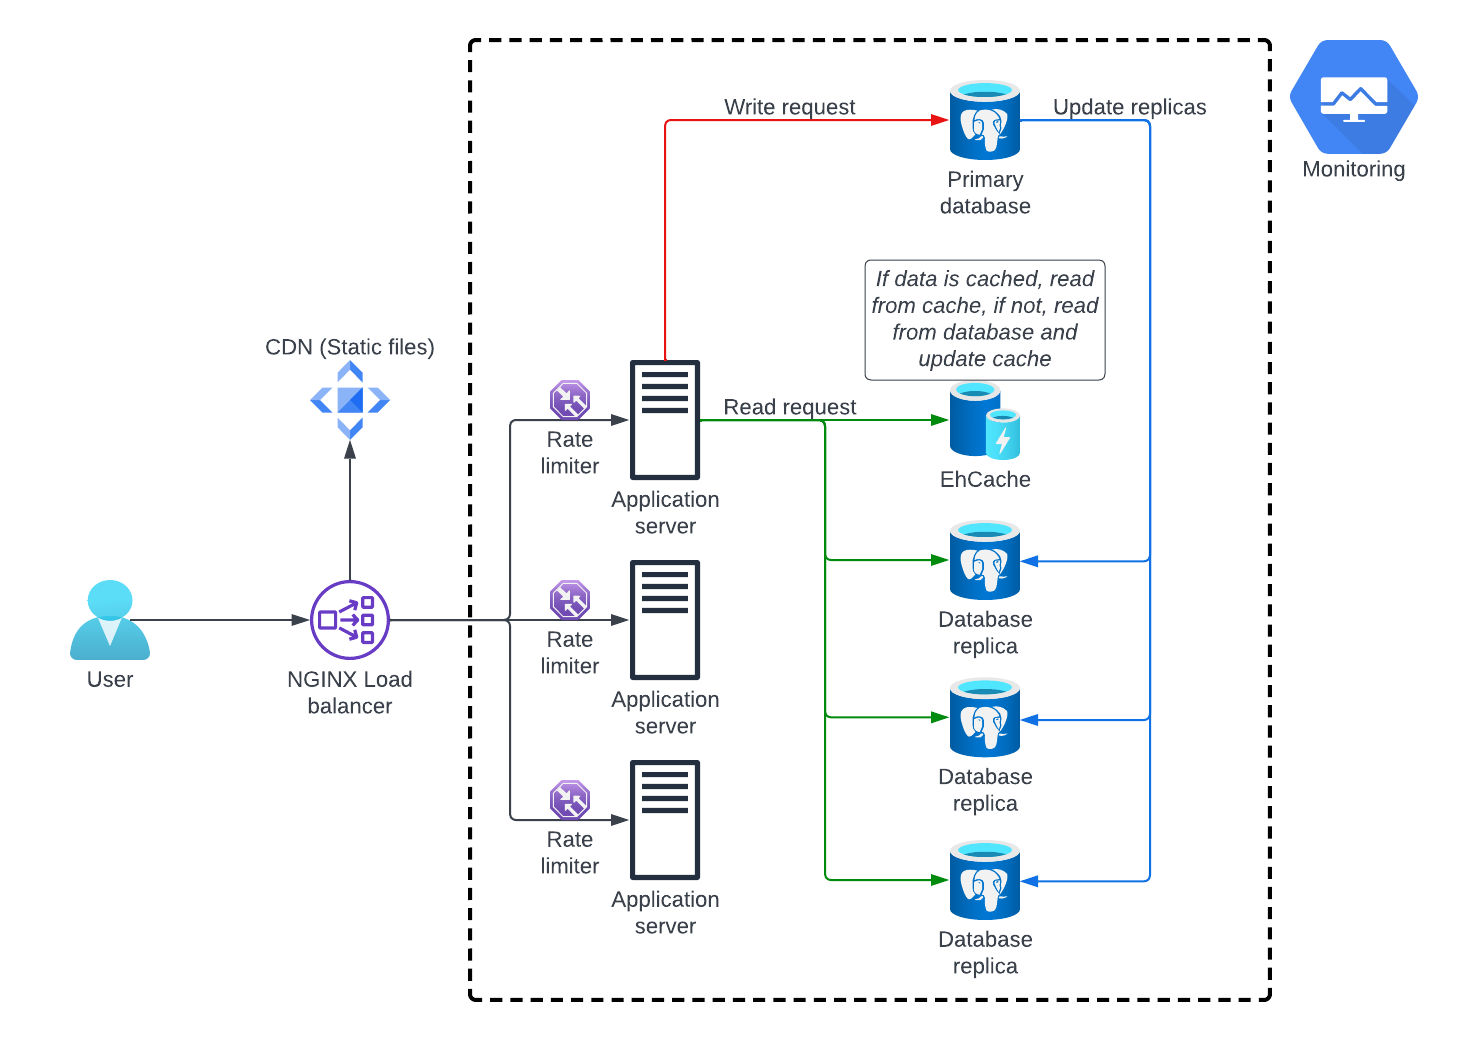 Write request
Update replicas
Monitoring
Primary
database
If data is cached, read
from cache, if not, read
from database and
update cache
CDN (Static files)
Read request
Rate
limiter
EhCache
Application
server
Database
replica
Rate
limiter
User
NGINX Load
balancer
Application
server
Database
replica
Rate
limiter
Application
server
Database
replica